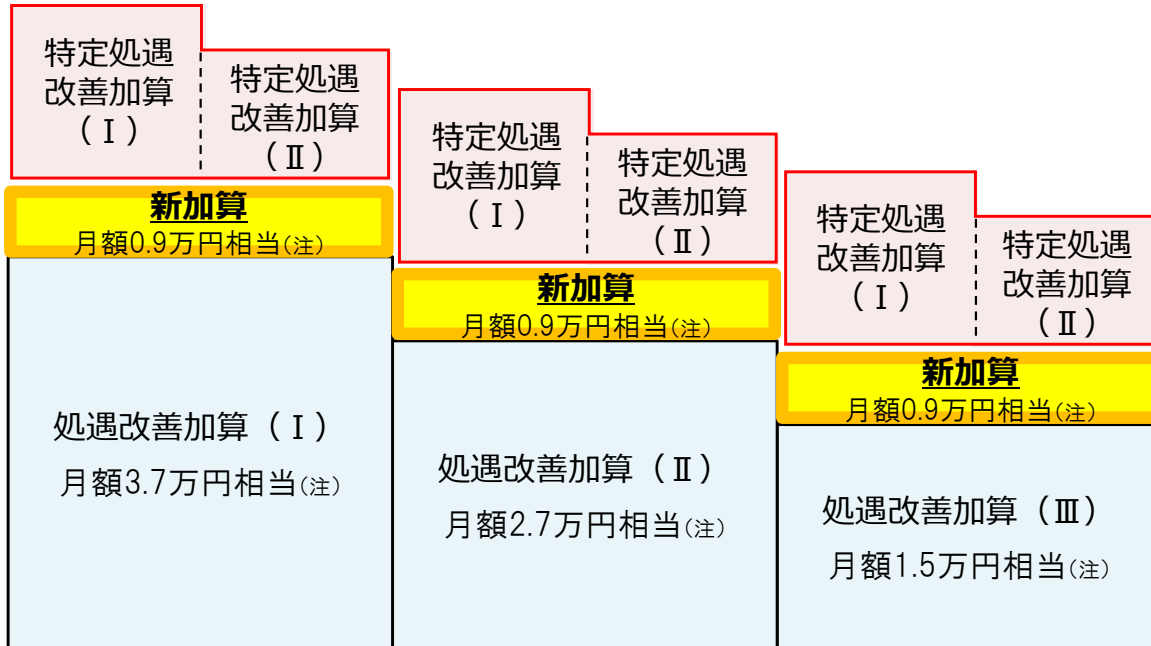 特定処遇
改善加算
（Ⅰ）
特定処遇
改善加算
（Ⅱ）
新加算
月額0.9万円相当(注)
処遇改善加算（Ⅰ）
月額3.7万円相当(注)
特定処遇
改善加算
（Ⅰ）
特定処遇
改善加算
（Ⅱ）
新加算
月額0.9万円相当(注)
処遇改善加算（Ⅱ）
月額2.7万円相当(注)
特定処遇
改善加算
（Ⅰ）
特定処遇
改善加算
（Ⅱ）
新加算
月額0.9万円相当(注)
処遇改善加算（Ⅲ）
月額1.5万円相当(注)